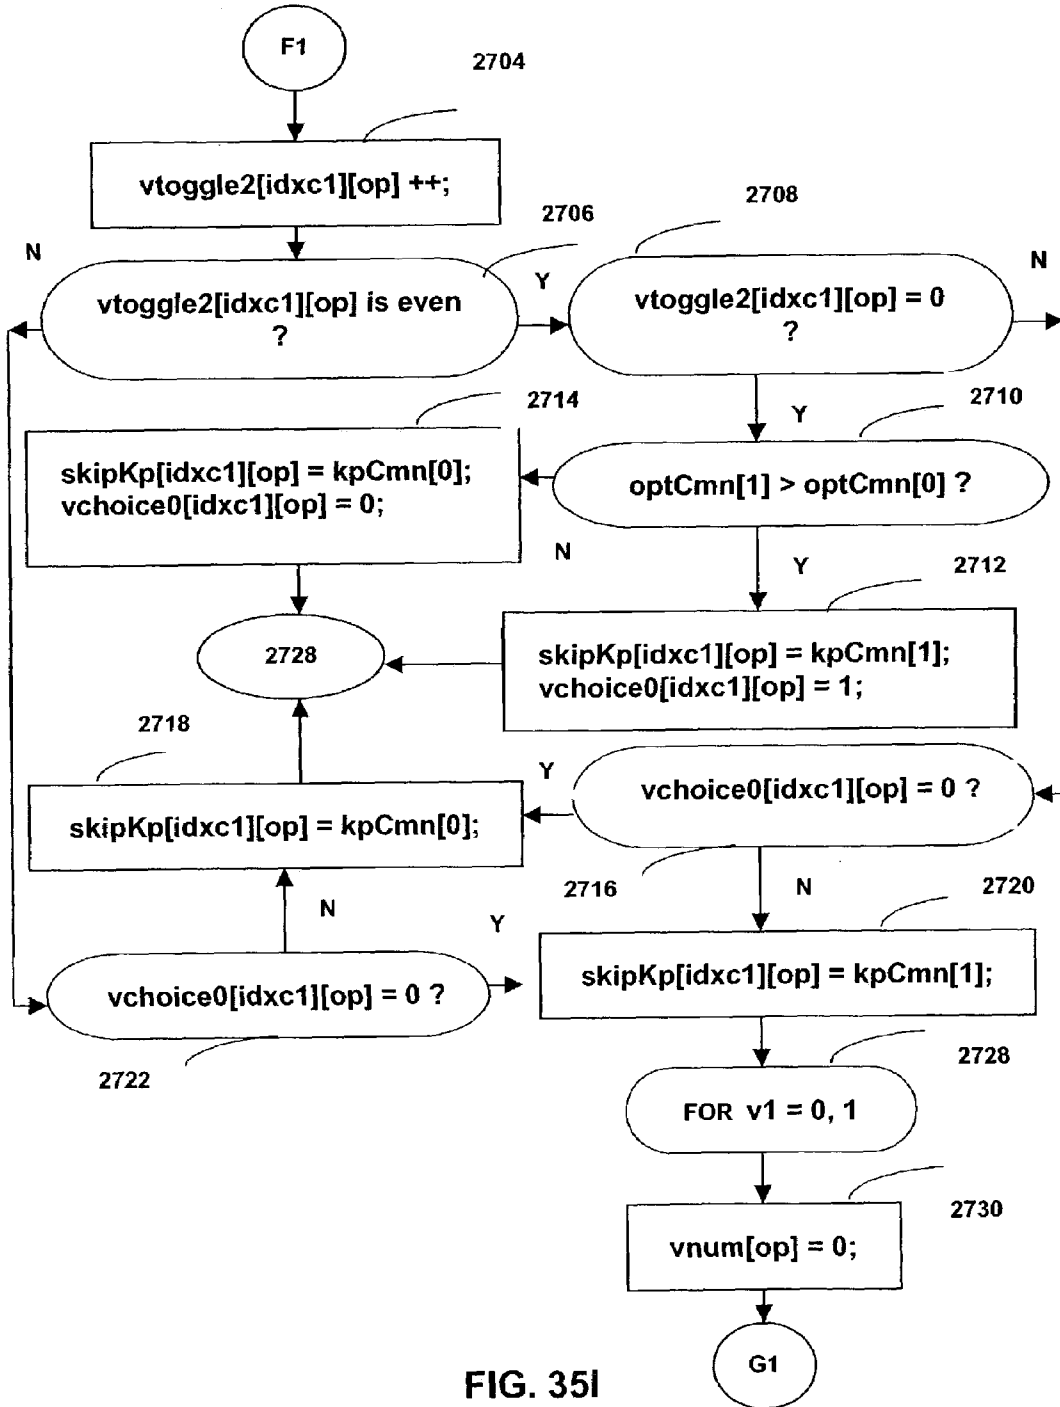 F1
2704
vtoggle2[idxc1][op] ++;
2706
2708
N
Y
N
vtoggle2[idxc1][op] is even
?
vtoggle2[idxc1][op] = 0
?
2714
Y
2710
skipKp[idxc1][op] = kpCmn[0];
vchoice0[idxc1][op] = 0;
optCmn[1] > optCmn[0] ?
N
Y
2712
2728
skipKp[idxc1][op] = kpCmn[1];
vchoice0[idxc1][op] = 1;
2718
Y
vchoice0[idxc1][op] = 0 ?
skipKp[idxc1][op] = kpCmn[0];
2716
N
2720
N
Y
skipKp[idxc1][op] = kpCmn[1];
vchoice0[idxc1][op] = 0 ?
2722
2728
FOR v1 = 0, 1
2730
vnum[op] = 0;
G1
FIG. 35I